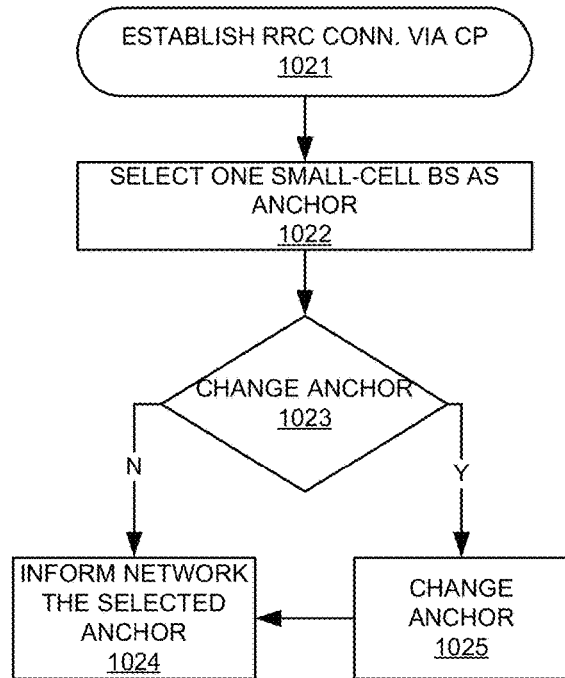 ESTABLISH RRC CONN. VIA CP
1021
SELECT ONE SMALL-CELL BS AS
ANCHOR
1022
CHANGE ANCHOR
1023
N
Y
INFORM NETWORK
THE SELECTED
ANCHOR
1024
CHANGE
ANCHOR
1025